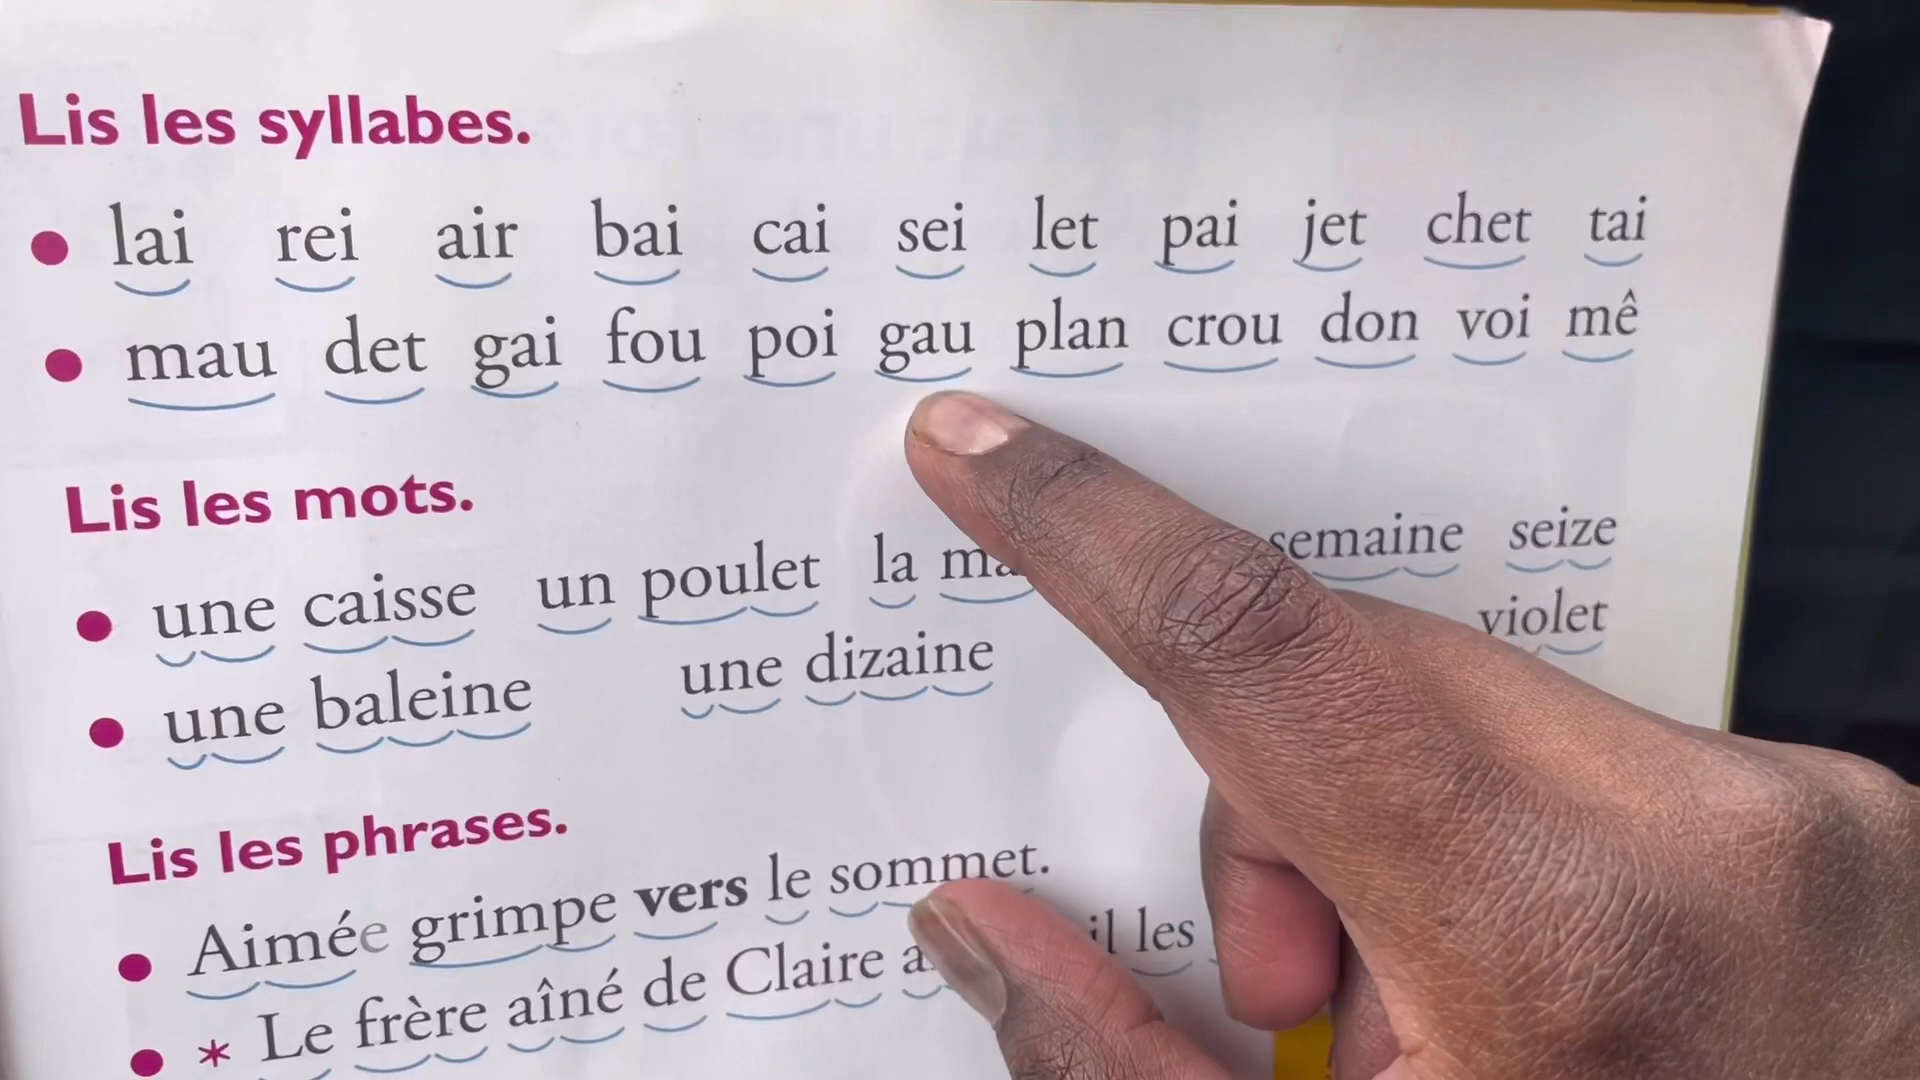 Lis les syllabes.
lai rei air bai cai sei let pai jet chet tai
mau det gai fou poi gau plan crou don voi mê
Lis les mots.
une caisse un poulet la semaine seize
une baleine une dizaine violet
Lis les phrases.
Aimée grimpe vers le sommet.
* Le frère aîné de Claire il les